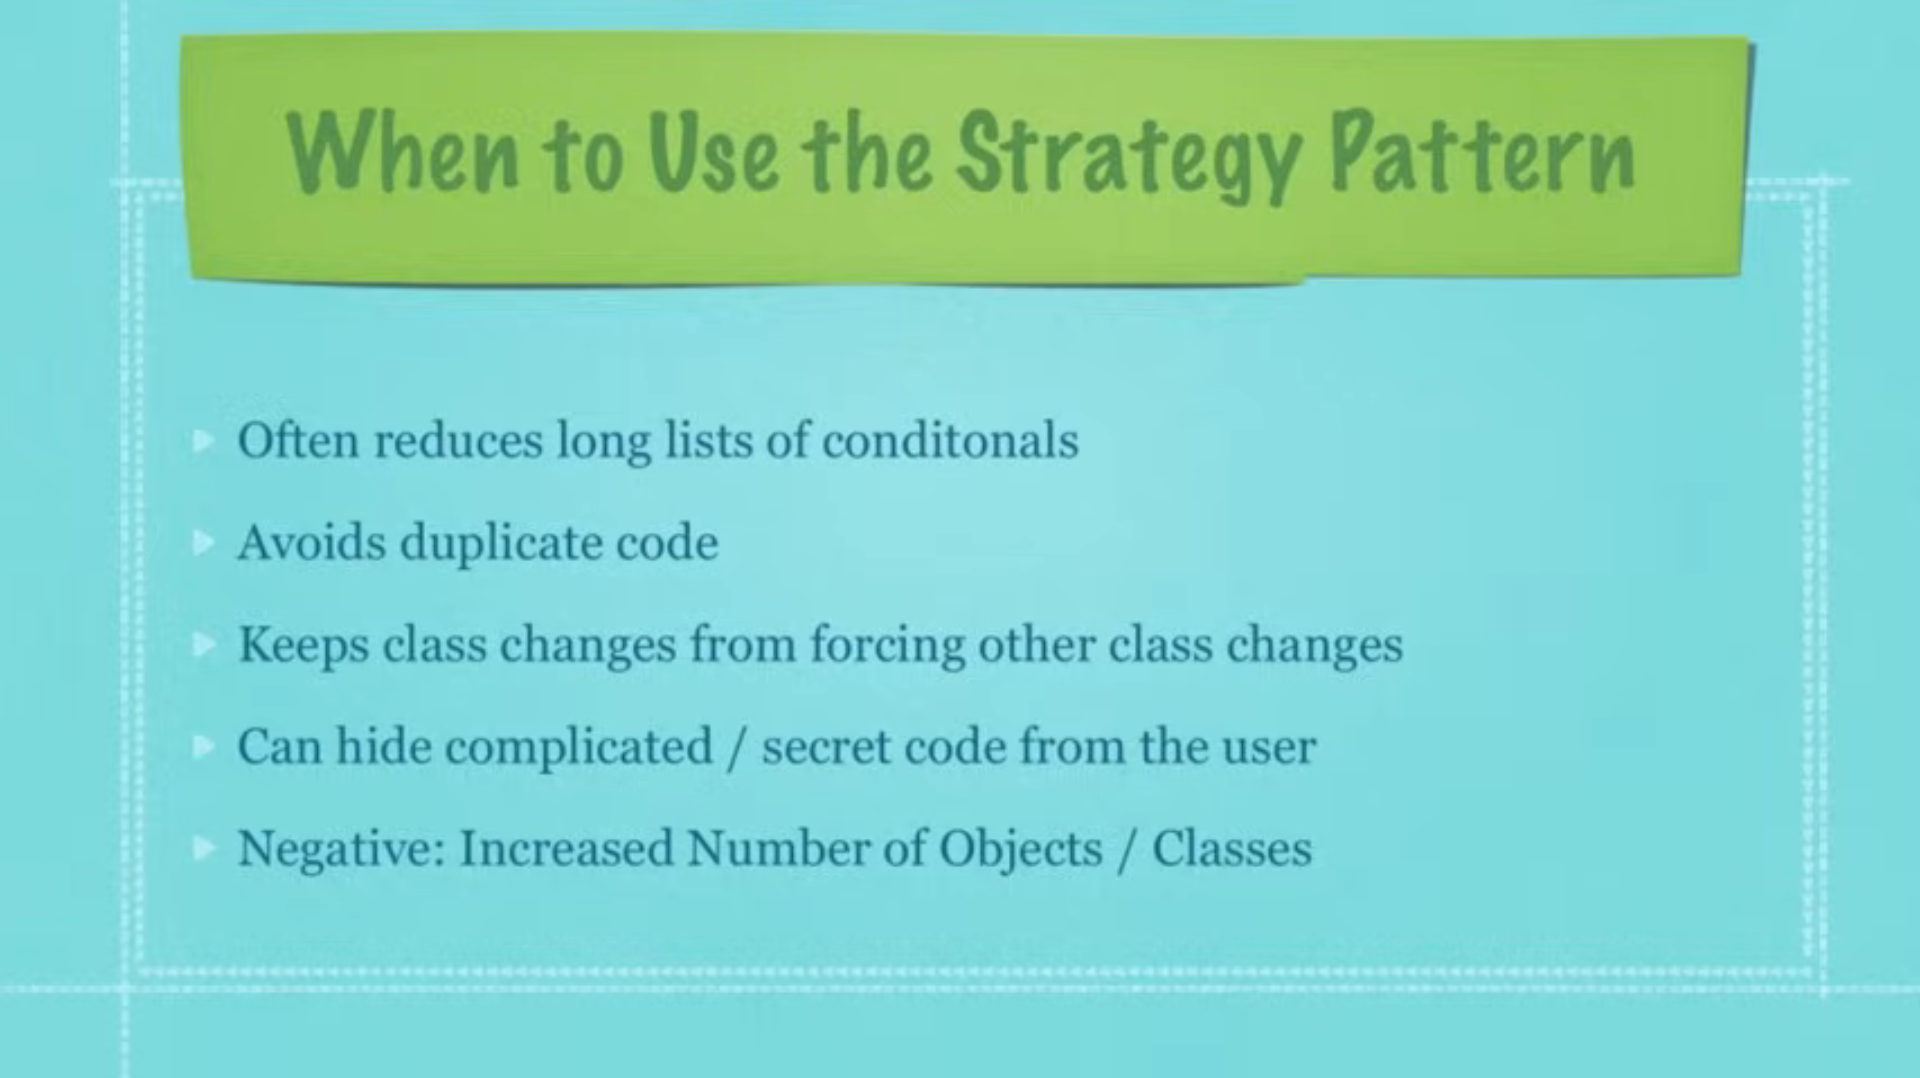 When to Use the Strategy Pattern
Often reduces long lists of conditonals
Avoids duplicate code
Keeps class changes from forcing other class changes
Can hide complicated / secret code from the user
Negative: Increased Number of Objects / Classes